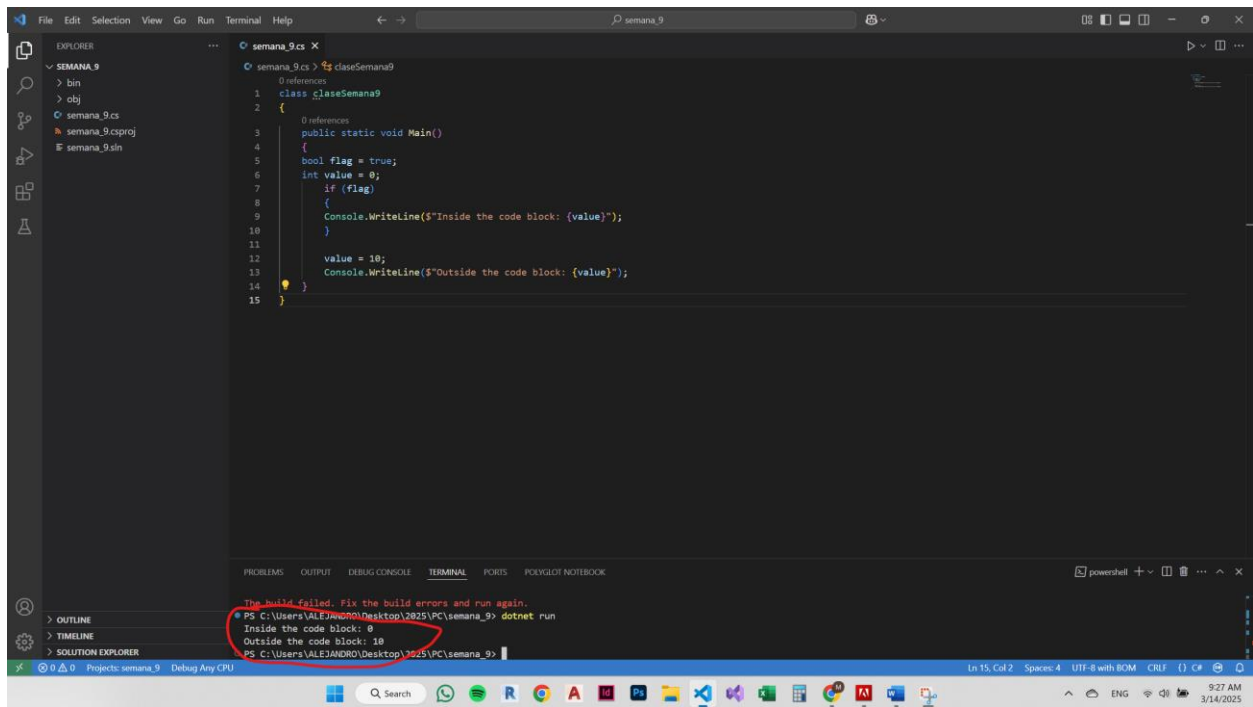 File Edit Selection View Go Run Terminal Help
semana_9
EXPLORER
SEMANA_9
bin
obj
semana_9.cs
semana_9.csproj
semana_9.sln
OUTLINE
TIMELINE
SOLUTION EXPLORER
semana_9.cs
semana_9.cs > claseSemana9
0 references
1 class claseSemana9
2 {
0 references
3 public static void Main()
4 {
5 bool flag = true;
6 int value = 0;
7 if (flag)
8 {
9 Console.WriteLine($"Inside the code block: {value}");
10 }
11
12 value = 10;
13 Console.WriteLine($"Outside the code block: {value}");
14 }
15 }
PROBLEMS OUTPUT DEBUG CONSOLE TERMINAL PORTS POLYGLOT NOTEBOOK
powershell
The build failed. Fix the build errors and run again.
PS C:\Users\ALEJANDRO\Desktop\2025\PC\semana_9> dotnet run
Inside the code block: 0
Outside the code block: 10
PS C:\Users\ALEJANDRO\Desktop\2025\PC\semana_9>
0 0 0 Projects: semana_9 Debug Any CPU
Ln 15, Col 2 Spaces: 4 UTF-8 with BOM CRLF {} C#
Search
R A Id Ps
ENG
9:27 AM
3/14/2025